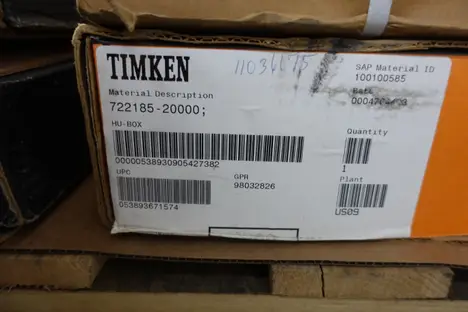 TIMKEN
SAP Material ID
100100585
Material Description
722185-20000;
HU-BOX
Quantity
00000538930905427382
1
UPC
GPR
98032826
Plant
053893671574
US09